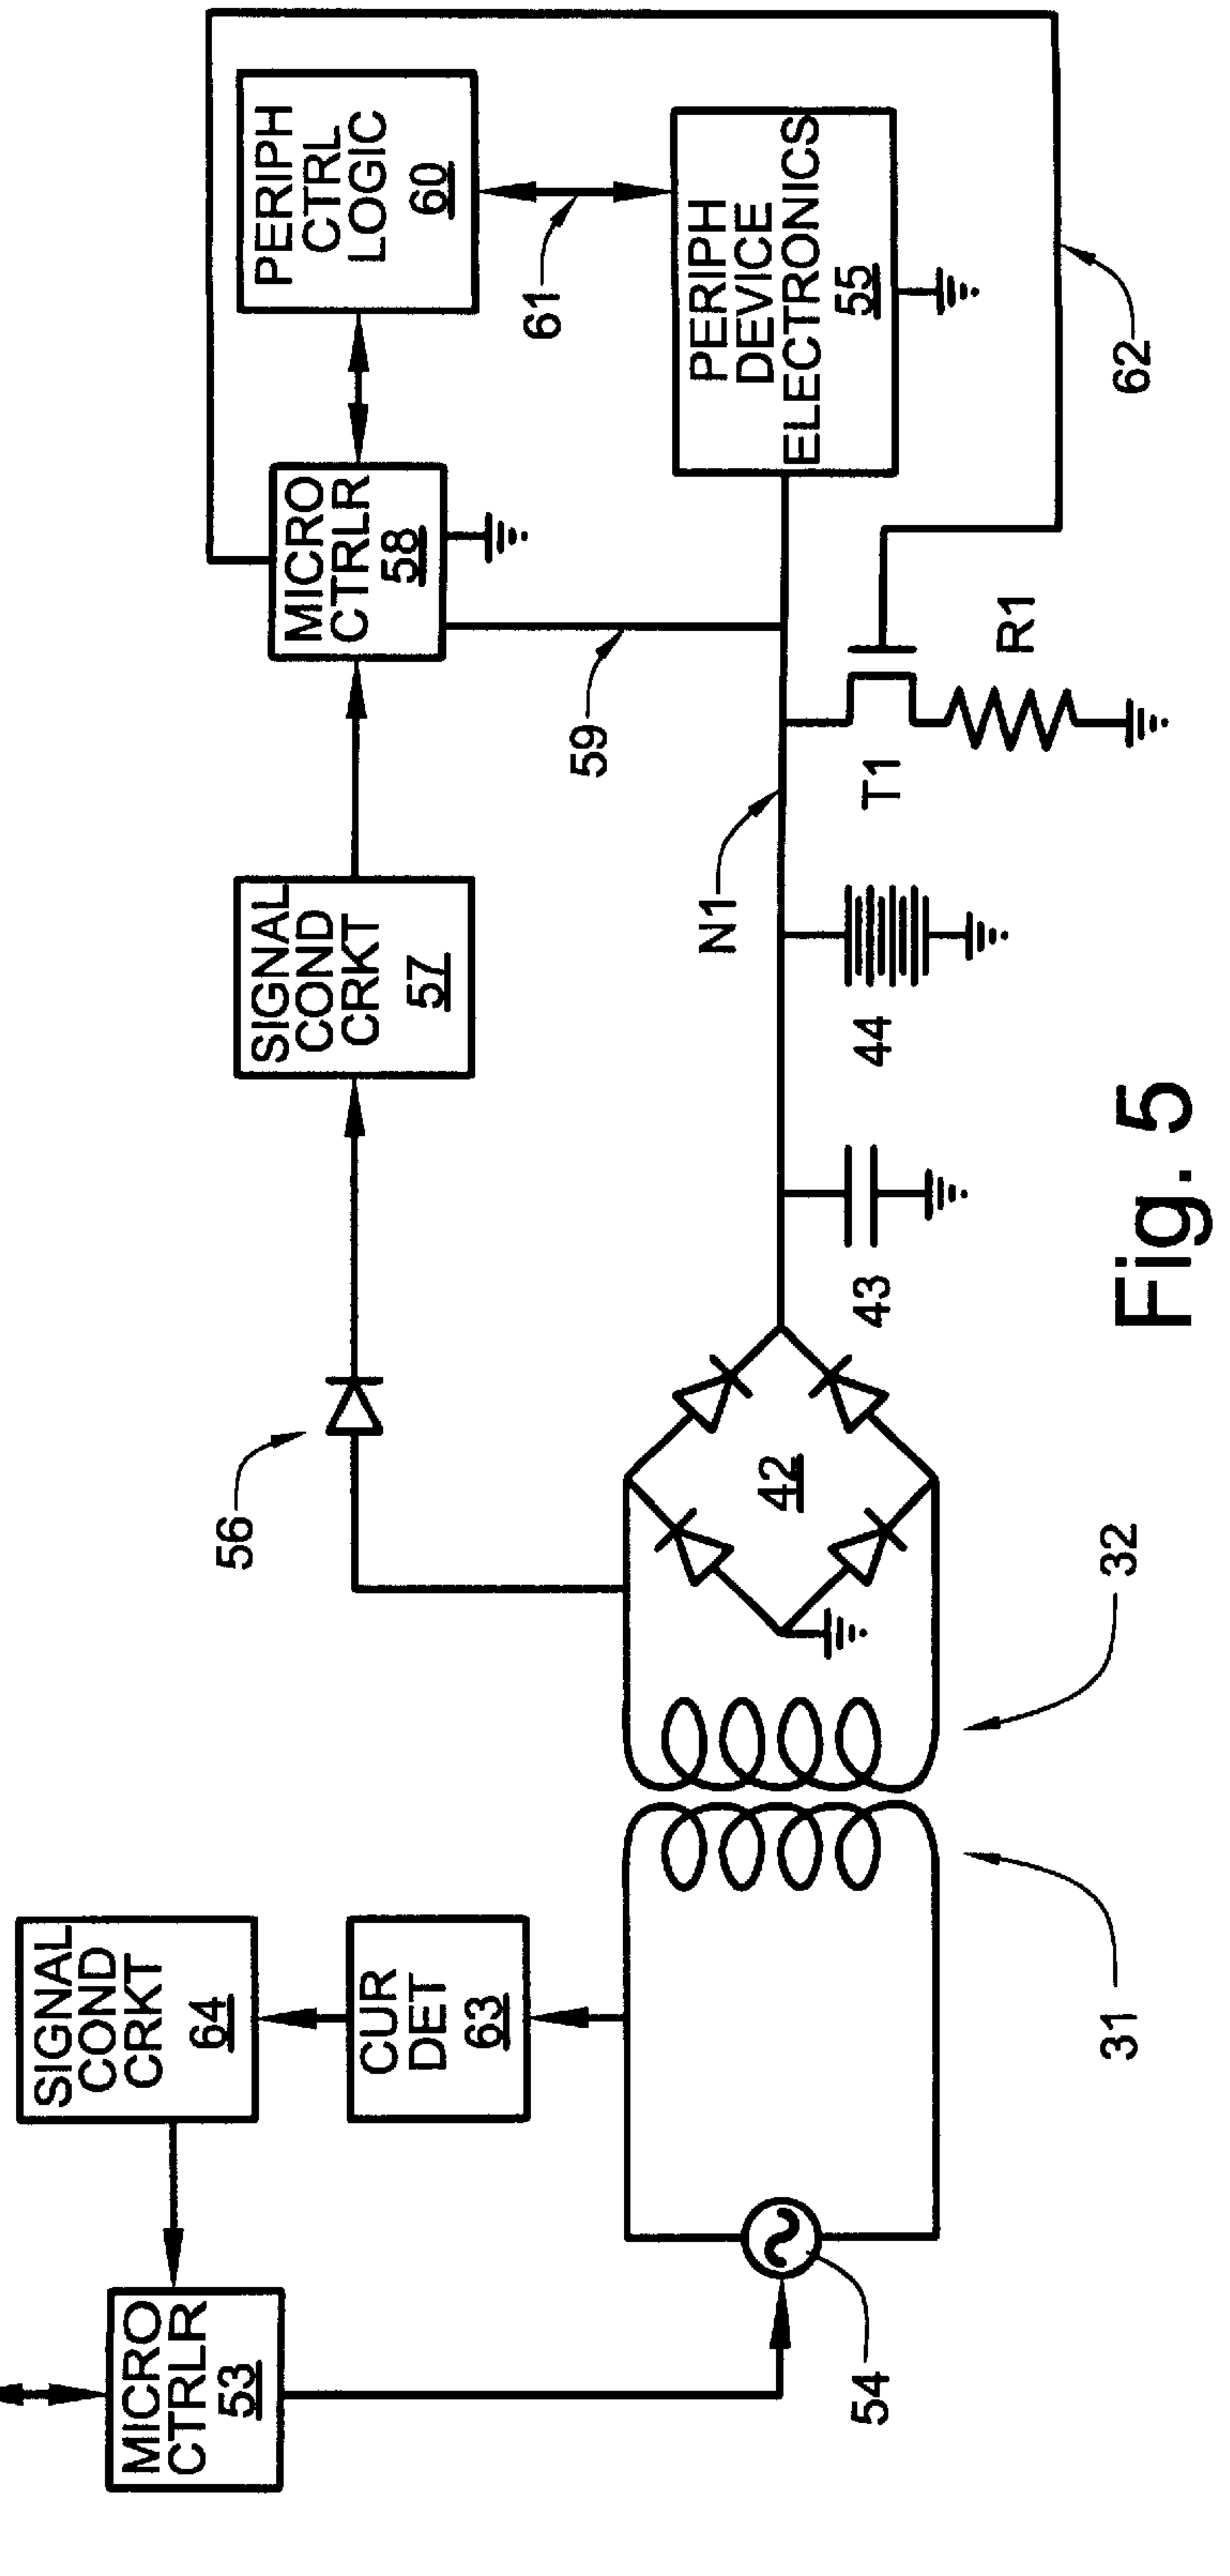 MICRO
CTRLR
53
SIGNAL
COND
CRKT
64
CUR
DET
63
54
31
32
56
42
43
44
SIGNAL
COND
CRKT
57
N1
T1
R1
59
MICRO
CTRLR
58
PERIPH
CTRL
LOGIC
60
61
PERIPH
DEVICE
ELECTRONICS
55
62
Fig. 5